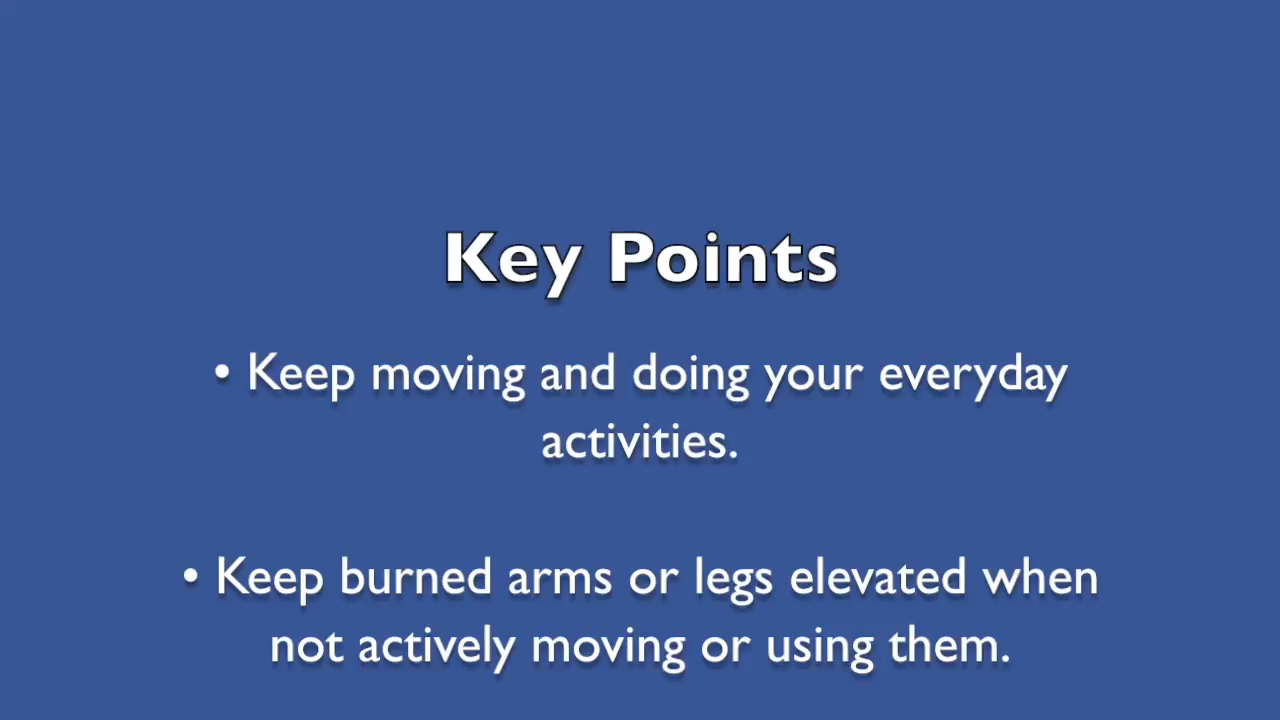 Key Points
• Keep moving and doing your everyday
activities.
• Keep burned arms or legs elevated when
not actively moving or using them.